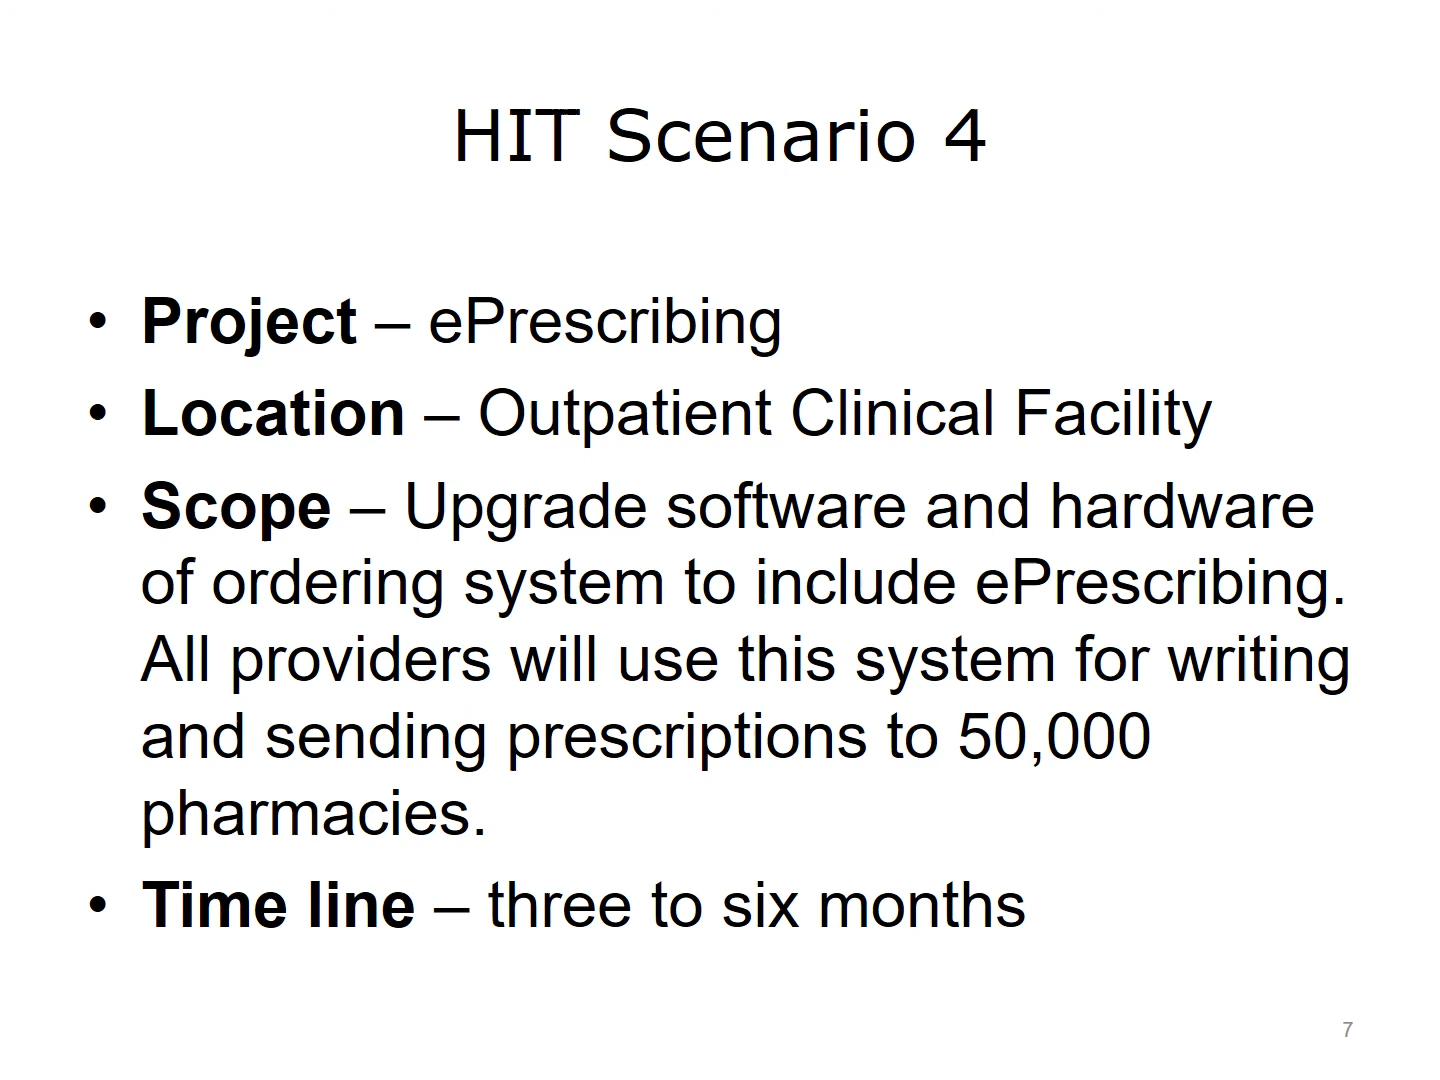 HIT Scenario 4
• Project – ePrescribing
• Location – Outpatient Clinical Facility
• Scope – Upgrade software and hardware
of ordering system to include ePrescribing.
All providers will use this system for writing
and sending prescriptions to 50,000
pharmacies.
• Time line – three to six months
7